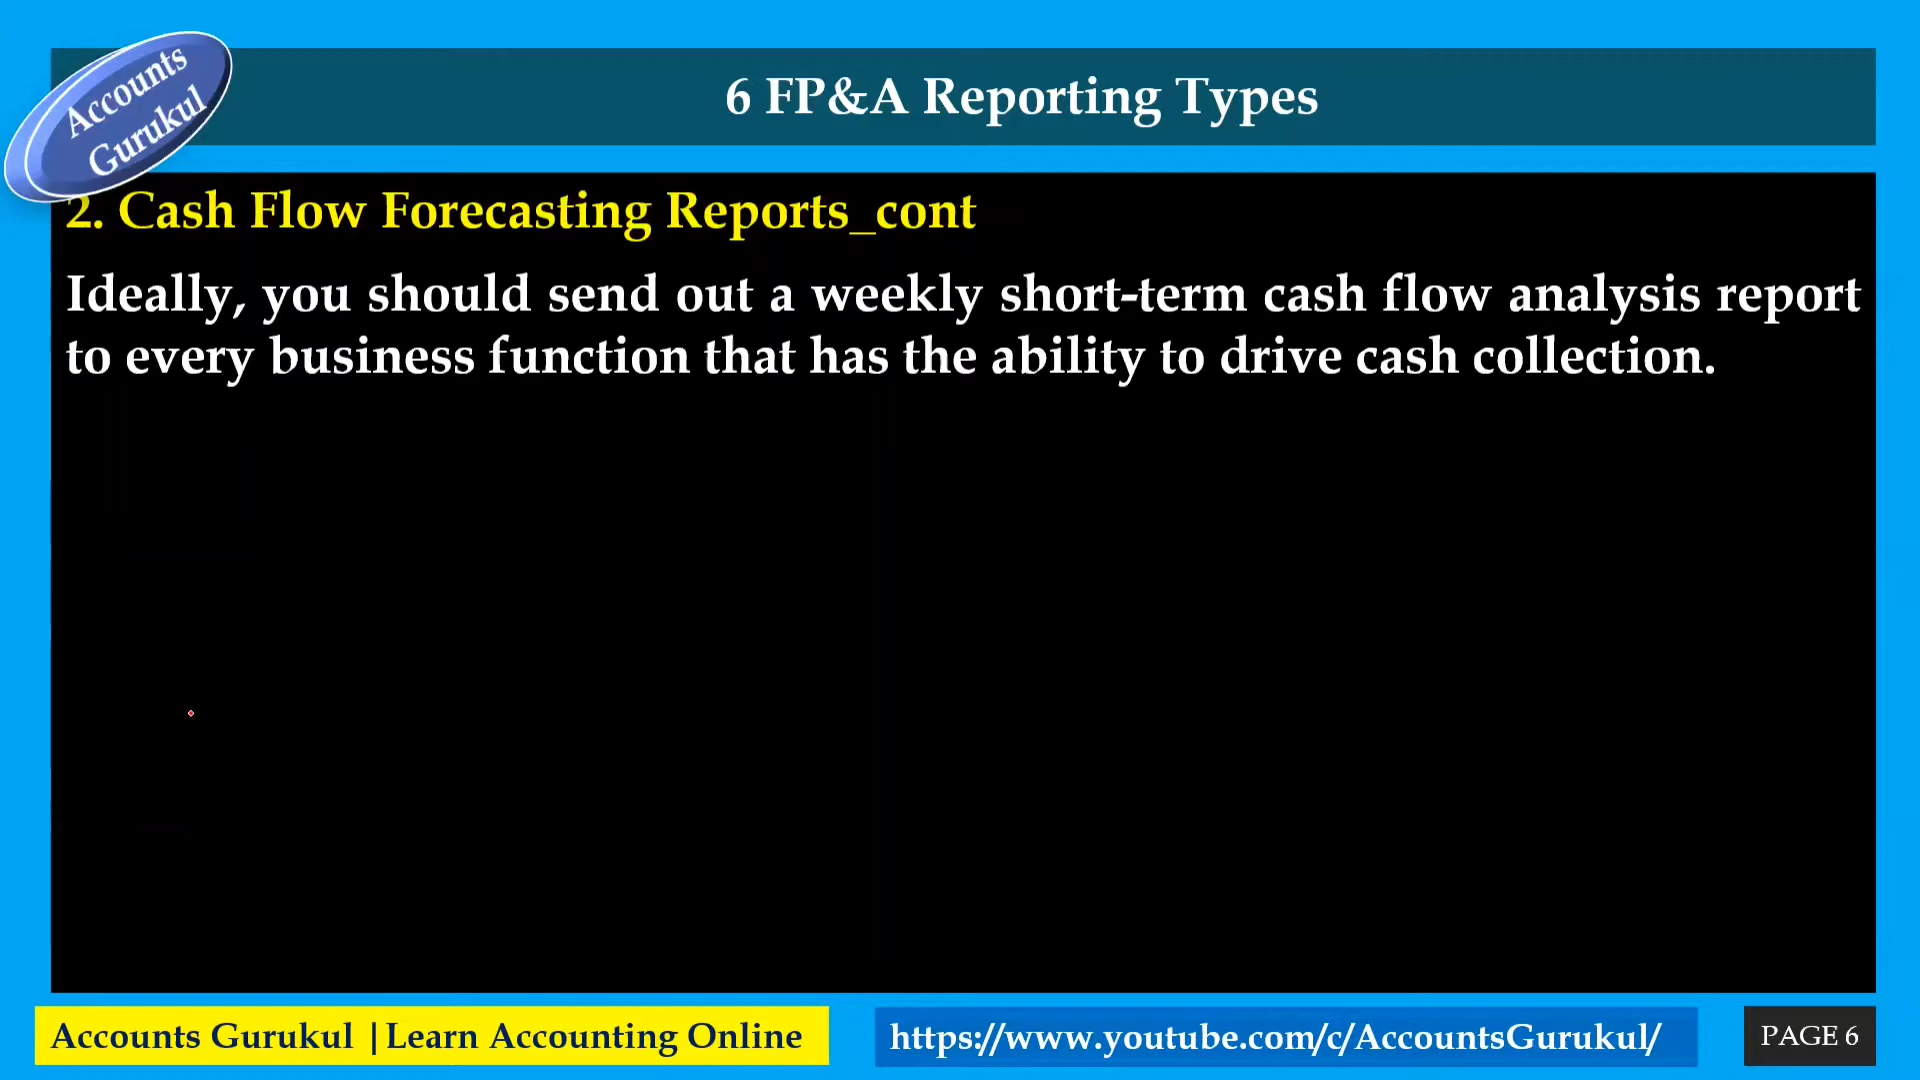 Accounts
Gurukul
6 FP&A Reporting Types
2. Cash Flow Forecasting Reports_cont
Ideally, you should send out a weekly short-term cash flow analysis report
to every business function that has the ability to drive cash collection.
Accounts Gurukul | Learn Accounting Online
https://www.youtube.com/c/AccountsGurukul/
PAGE 6